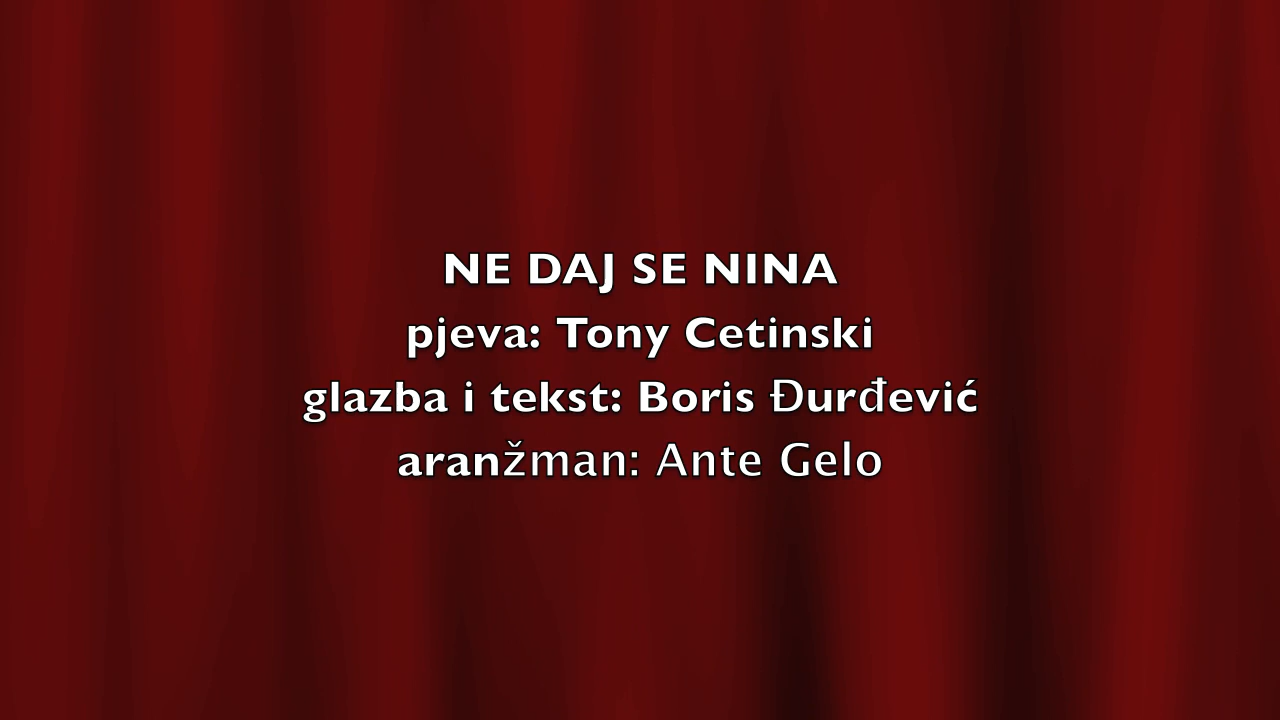 NE DAJ SE NINA
pjeva: Tony Cetinski
glazba i tekst: Boris Đurđević
aranžman: Ante Gelo